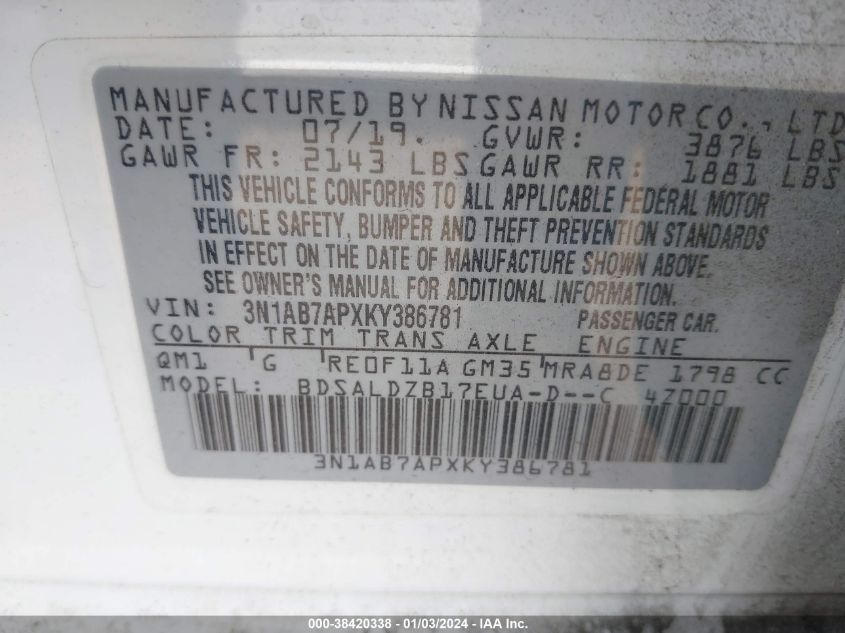 MANUFACTURED BY NISSAN MOTOR CO., LTD
DATE: 07/19. GVWR: 3876 LBS
GAWR FR: 2143 LBS GAWR RR: 1881 LBS
THIS VEHICLE CONFORMS TO ALL APPLICABLE FEDERAL MOTOR
VEHICLE SAFETY, BUMPER AND THEFT PREVENTION STANDARDS
IN EFFECT ON THE DATE OF MANUFACTURE SHOWN ABOVE.
SEE OWNER'S MANUAL FOR ADDITIONAL INFORMATION.
VIN: 3N1AB7APXKY386781 PASSENGER CAR.
COLOR TRIM TRANS AXLE ENGINE
QM1 G RE0F11A GM35 MRA8DE 1798 CC
MODEL: BDSALDZB17EUA-D--C 4Z000
3N1AB7APXKY386781
000-38420338 - 01/03/2024 - IAA Inc.